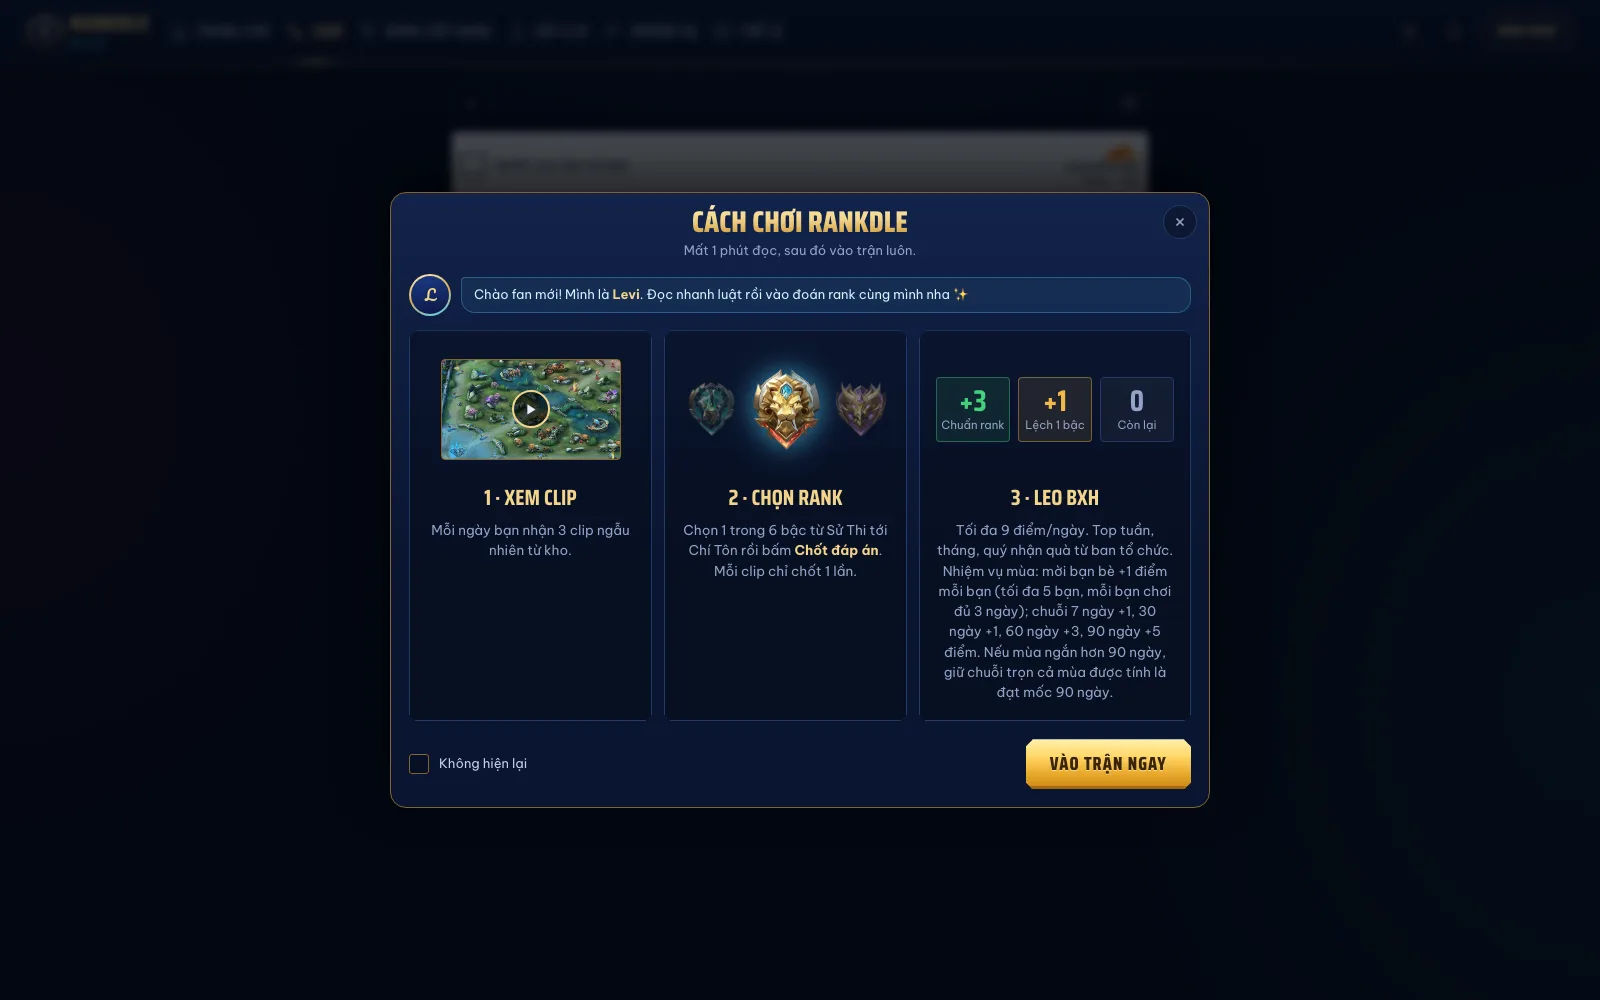 CÁCH CHƠI RANKDLE
Mất 1 phút đọc, sau đó vào trận luôn.
×
L
Chào fan mới! Mình là Levi. Đọc nhanh luật rồi vào đoán rank cùng mình nha ✨
1 · XEM CLIP
Mỗi ngày bạn nhận 3 clip ngẫu
nhiên từ kho.
2 · CHỌN RANK
Chọn 1 trong 6 bậc từ Sử Thi tới
Chí Tôn rồi bấm Chốt đáp án.
Mỗi clip chỉ chốt 1 lần.
+3
Chuẩn rank
+1
Lệch 1 bậc
0
Còn lại
3 · LEO BXH
Tối đa 9 điểm/ngày. Top tuần,
tháng, quý nhận quà từ ban tổ chức.
Nhiệm vụ mùa: mời bạn bè +1 điểm
mỗi bạn (tối đa 5 bạn, mỗi bạn chơi
đủ 3 ngày); chuỗi 7 ngày +1, 30
ngày +1, 60 ngày +3, 90 ngày +5
điểm. Nếu mùa ngắn hơn 90 ngày,
giữ chuỗi trọn cả mùa được tính là
đạt mốc 90 ngày.
Không hiện lại
VÀO TRẬN NGAY